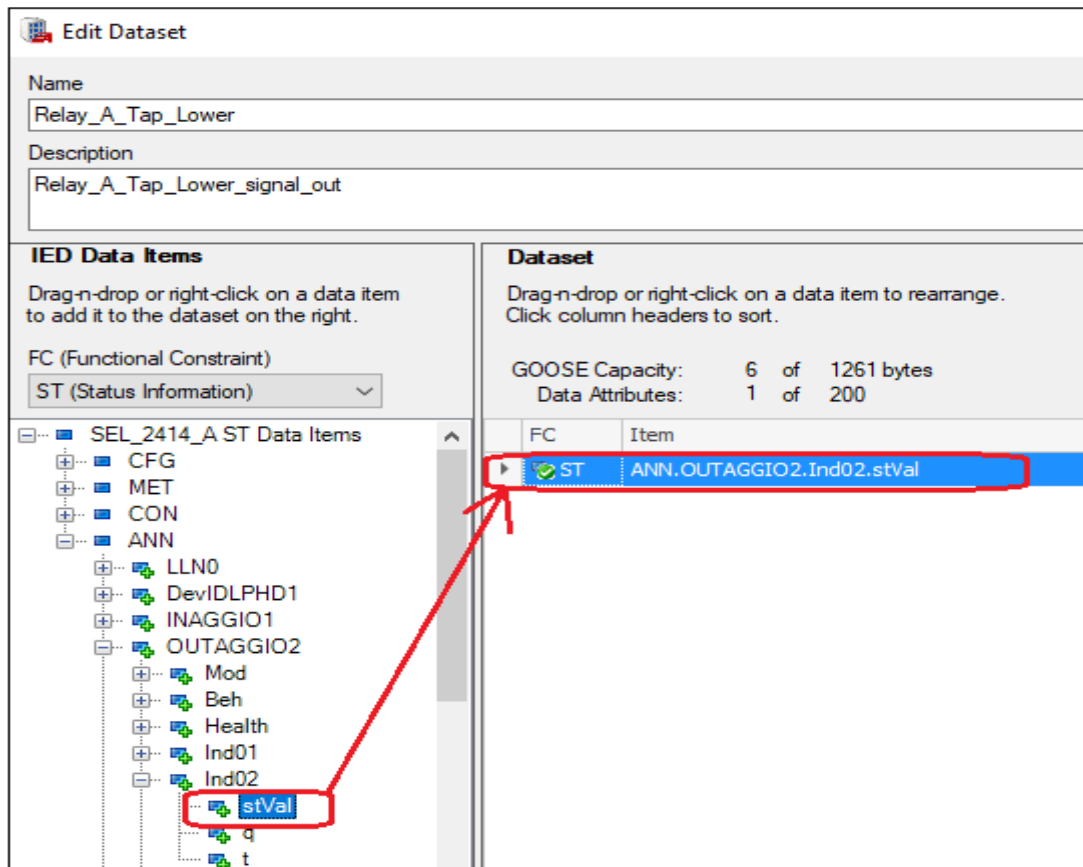 Edit Dataset
Name
Relay_A_Tap_Lower
Description
Relay_A_Tap_Lower_signal_out
IED Data Items
Drag-n-drop or right-click on a data item
to add it to the dataset on the right.
FC (Functional Constraint)
ST (Status Information)
SEL_2414_A ST Data Items
CFG
MET
CON
ANN
LLN0
DevIDLPHD1
INAGGIO1
OUTAGGIO2
Mod
Beh
Health
Ind01
Ind02
stVal
q
t
Dataset
Drag-n-drop or right-click on a data item to rearrange.
Click column headers to sort.
GOOSE Capacity: 6 of 1261 bytes
Data Attributes: 1 of 200
FC Item
ST ANN.OUTAGGIO2.Ind02.stVal